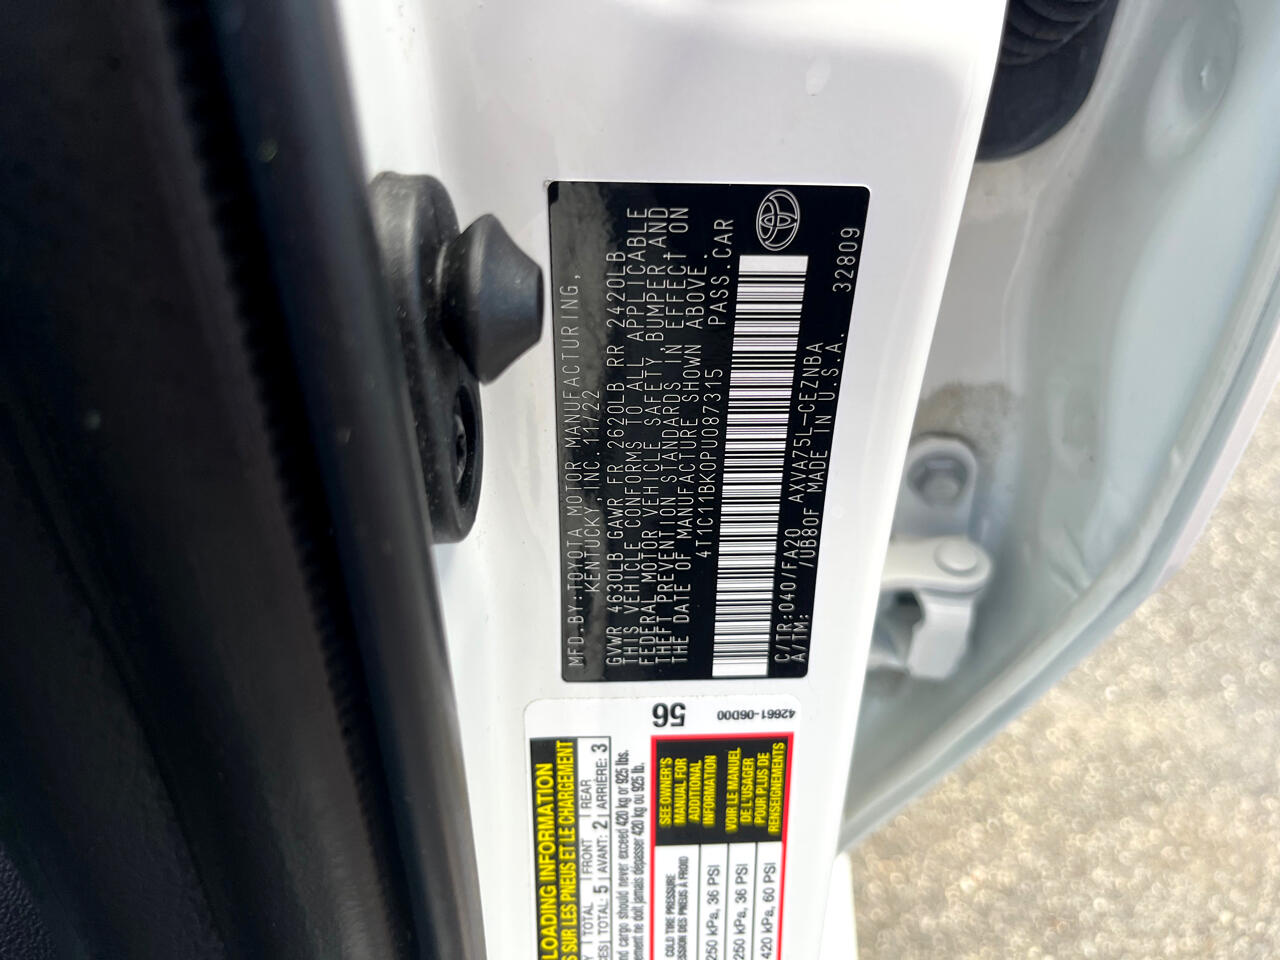 MFD.BY:TOYOTA MOTOR MANUFACTURING,
KENTUCKY, INC. 11/22
GVWR 4630LB GAWR FR 2620LB RR 2420LB
THIS VEHICLE CONFORMS TO ALL APPLICABLE
FEDERAL MOTOR VEHICLE SAFETY, BUMPER, AND
THEFT PREVENTION STANDARDS IN EFFECT ON
THE DATE OF MANUFACTURE SHOWN ABOVE.
4T1C11BK0PU087315 PASS.CAR
C/TR:040/FA20 AXVA75L-CEZNBA
A/TM: /UB80F MADE IN U.S.A. 32809
56
42661-06D00
LOADING INFORMATION
S SUR LES PNEUS ET LE CHARGEMENT
TOTAL FRONT REAR
TOTAL: 5 AVANT: 2 ARRIÈRE: 3
nd cargo should never exceed 420 kg or 925 lbs.
ement ne doit jamais dépasser 420 kg ou 925 lb.
COLD TIRE PRESSURE
SSION DES PNEUS À FROID
250 kPa, 36 PSI
250 kPa, 36 PSI
420 kPa, 60 PSI
SEE OWNER'S
MANUAL FOR
ADDITIONAL
INFORMATION
VOIR LE MANUEL
DE L'USAGER
POUR PLUS DE
RENSEIGNEMENTS